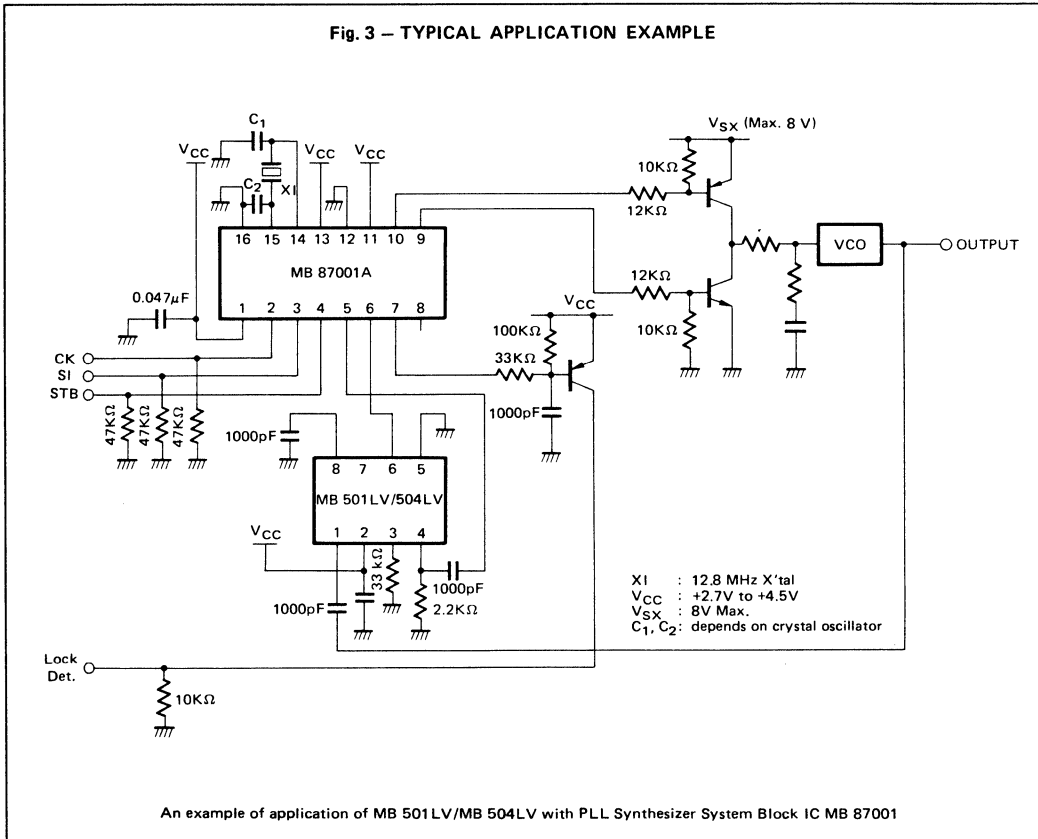 Fig. 3 – TYPICAL APPLICATION EXAMPLE
C1
VCC
VCC
VCC
VSX (Max. 8 V)
10KΩ
C2
XI
12KΩ
16 15 14 13 12 11 10 9
MB 87001A
1 2 3 4 5 6 7 8
VCO
OUTPUT
0.047μF
12KΩ
10KΩ
VCC
100KΩ
33KΩ
1000pF
CK
SI
STB
47KΩ
47KΩ
47KΩ
1000pF
8 7 6 5
MB 501LV/504LV
1 2 3 4
VCC
33 kΩ
1000pF
1000pF
2.2KΩ
XI : 12.8 MHz X'tal
VCC : +2.7V to +4.5V
VSX : 8V Max.
C1, C2: depends on crystal oscillator
Lock
Det.
10KΩ
An example of application of MB 501LV/MB 504LV with PLL Synthesizer System Block IC MB 87001